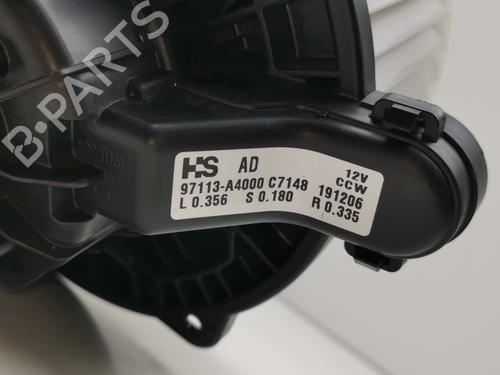 B-PARTS
HS AD 12V
CCW
97113-A4000 C7148 191206
L 0.356 S 0.180 R 0.335